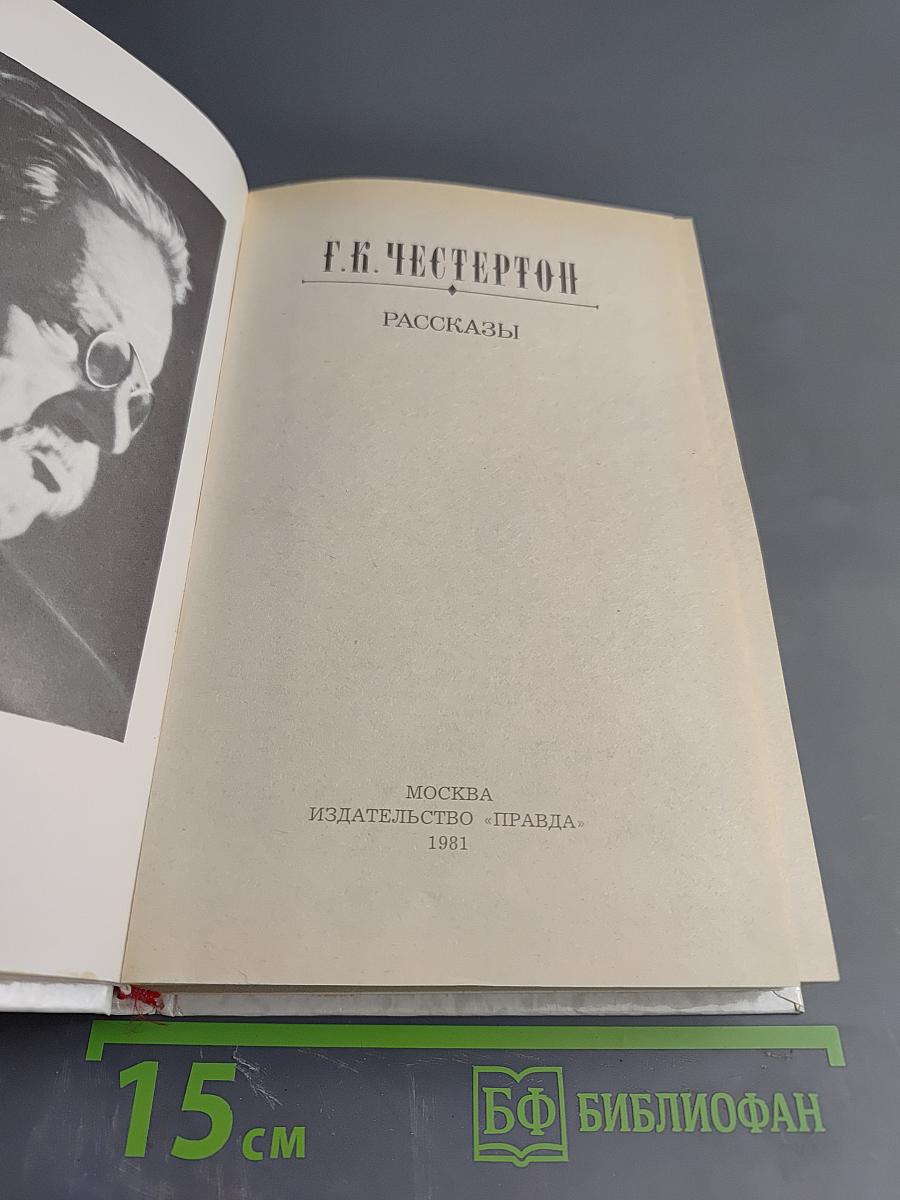 Г.К. ЧЕСТЕРТОН
РАССКАЗЫ
МОСКВА
ИЗДАТЕЛЬСТВО «ПРАВДА»
1981
15 см
БФ БИБЛИОФАН